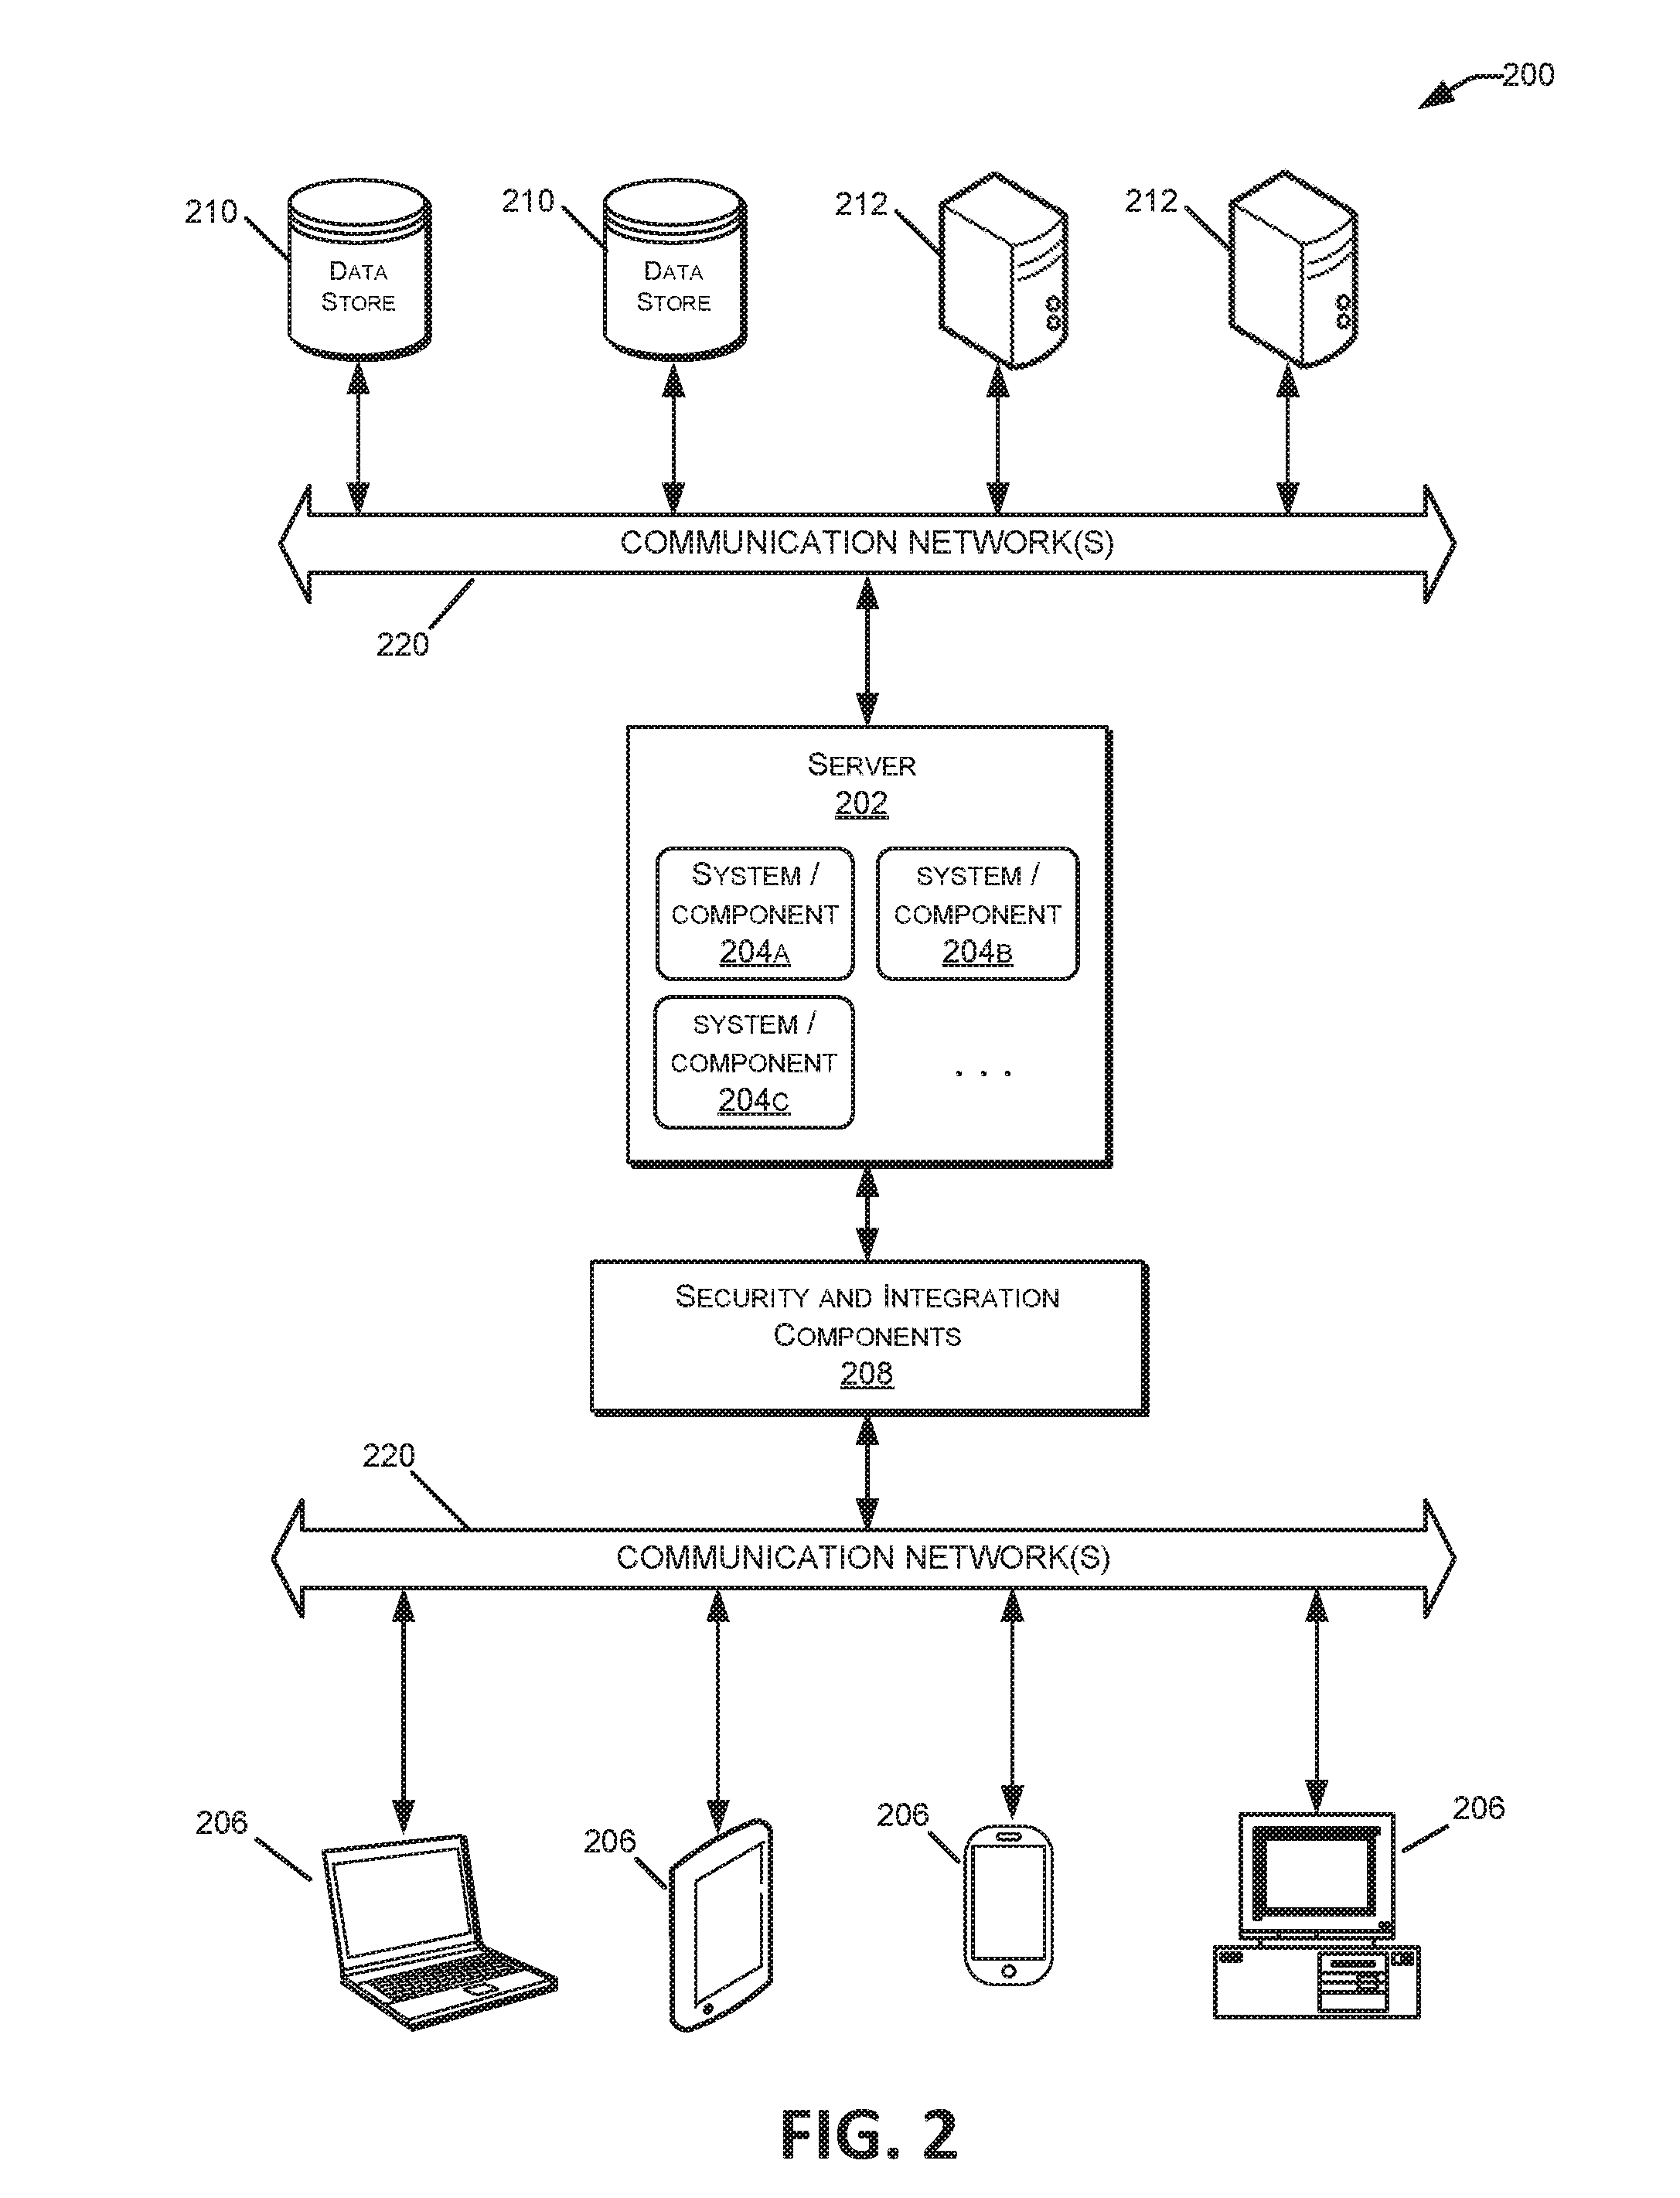 200
210
210
212
212
DATA
STORE
DATA
STORE
COMMUNICATION NETWORK(S)
220
SERVER
202
SYSTEM /
COMPONENT
204A
SYSTEM /
COMPONENT
204B
SYSTEM /
COMPONENT
204C
. . .
SECURITY AND INTEGRATION
COMPONENTS
208
220
COMMUNICATION NETWORK(S)
206
206
206
206
FIG. 2